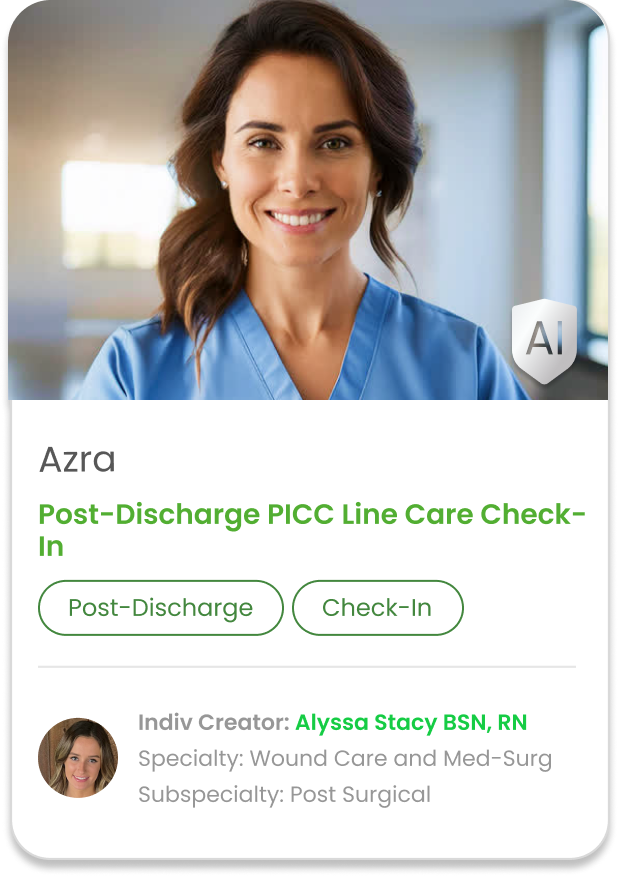 AI
Azra
Post-Discharge PICC Line Care Check-
In
Post-Discharge
Check-In
Indiv Creator: Alyssa Stacy BSN, RN
Specialty: Wound Care and Med-Surg
Subspecialty: Post Surgical